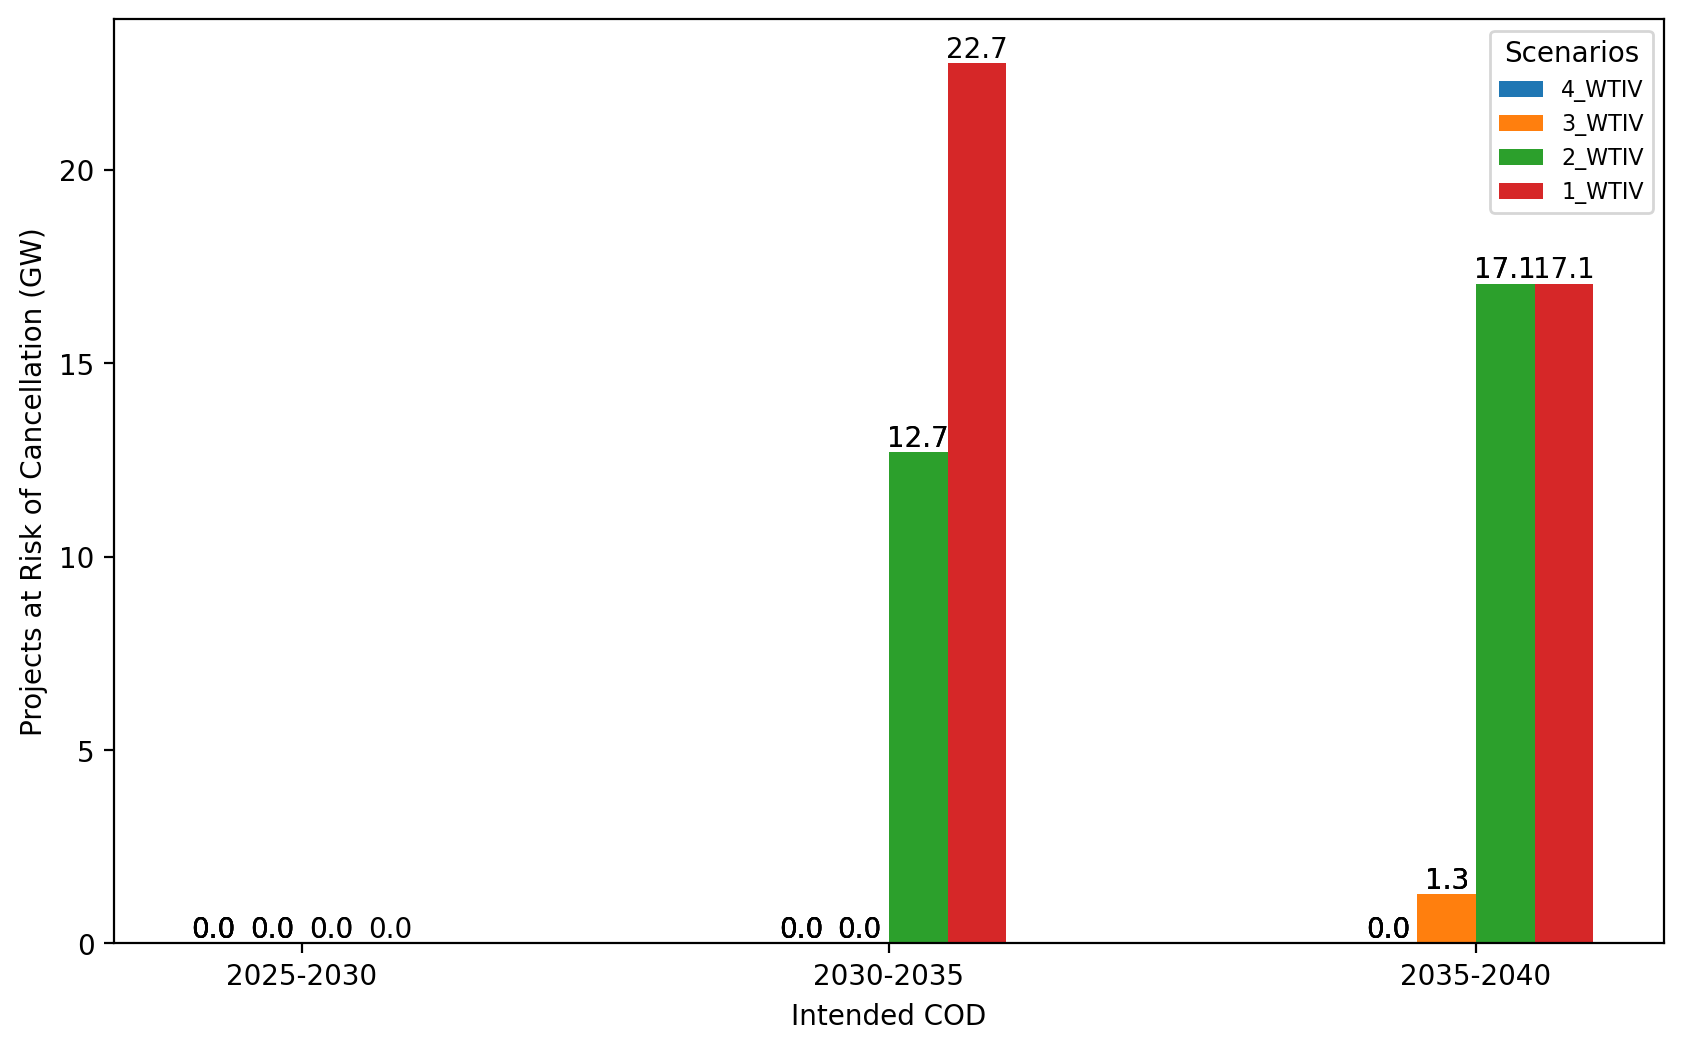 22.7
Scenarios
4_WTIV
3_WTIV
2_WTIV
1_WTIV
20
17.1 17.1
15
12.7
10
5
1.3
0.0 0.0 0.0 0.0 0.0 0.0 0.0
0
2025-2030 2030-2035 2035-2040
Intended COD
Projects at Risk of Cancellation (GW)